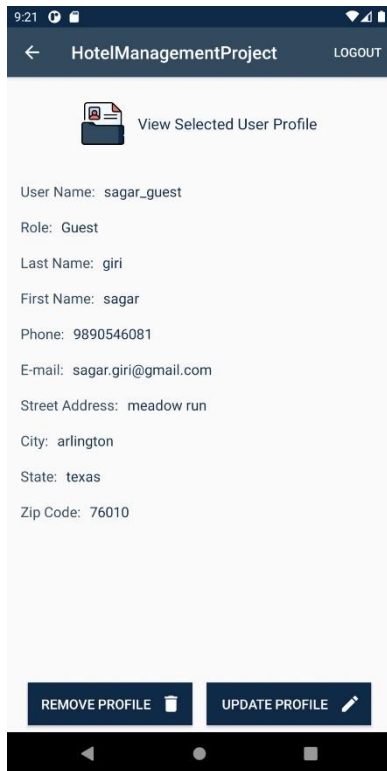 9:21
HotelManagementProject LOGOUT
View Selected User Profile
User Name: sagar_guest
Role: Guest
Last Name: giri
First Name: sagar
Phone: 9890546081
E-mail: sagar.giri@gmail.com
Street Address: meadow run
City: arlington
State: texas
Zip Code: 76010
REMOVE PROFILE UPDATE PROFILE